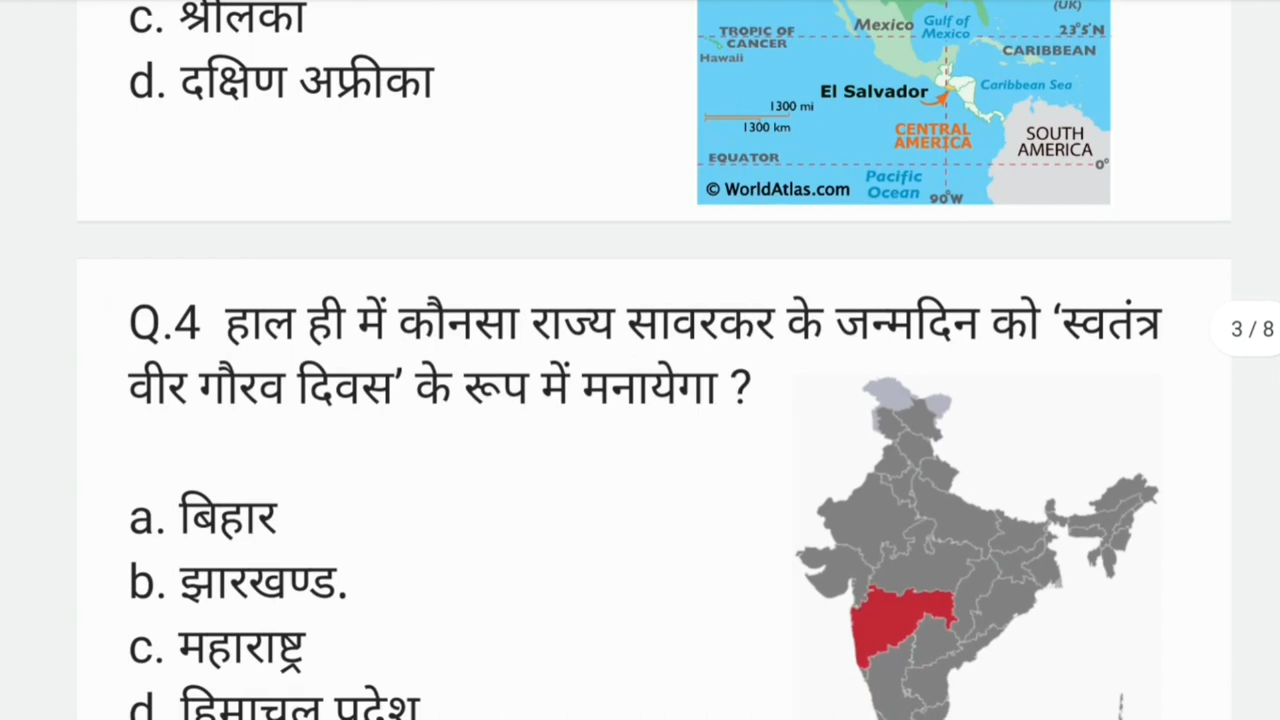 c. श्रीलंका
d. दक्षिण अफ्रीका
(UK)
Mexico
Gulf of
Mexico
TROPIC OF
CANCER
23°5'N
Hawaii
CARIBBEAN
Caribbean Sea
El Salvador
1300 mi
1300 km
CENTRAL
AMERICA
SOUTH
AMERICA
EQUATOR
0°
© WorldAtlas.com
Pacific
Ocean
90°W
Q.4 हाल ही में कौनसा राज्य सावरकर के जन्मदिन को ‘स्वतंत्र
वीर गौरव दिवस’ के रूप में मनायेगा ?
3 / 8
a. बिहार
b. झारखण्ड.
c. महाराष्ट्र
d. हिमाचल प्रदेश